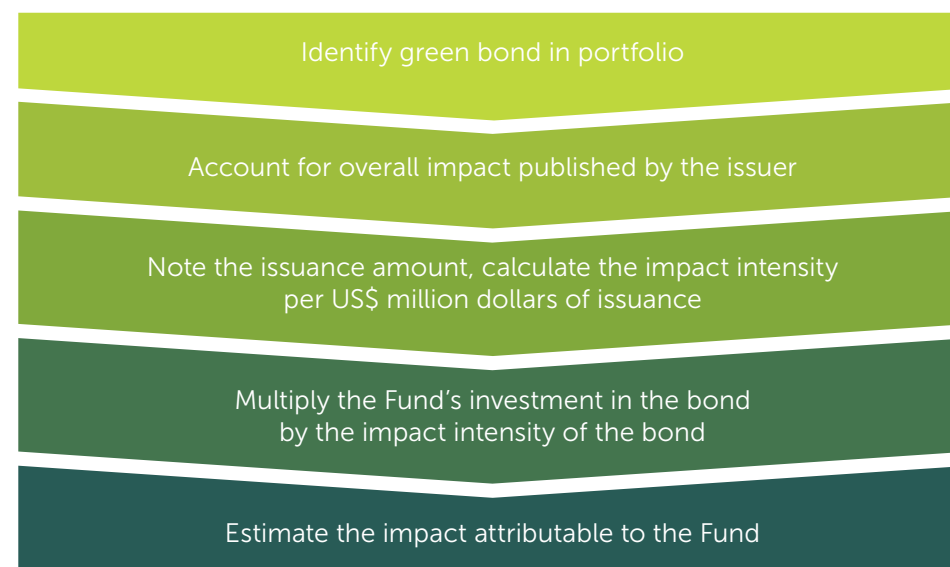 Identify green bond in portfolio
Account for overall impact published by the issuer
Note the issuance amount, calculate the impact intensity
per US$ million dollars of issuance
Multiply the Fund’s investment in the bond
by the impact intensity of the bond
Estimate the impact attributable to the Fund